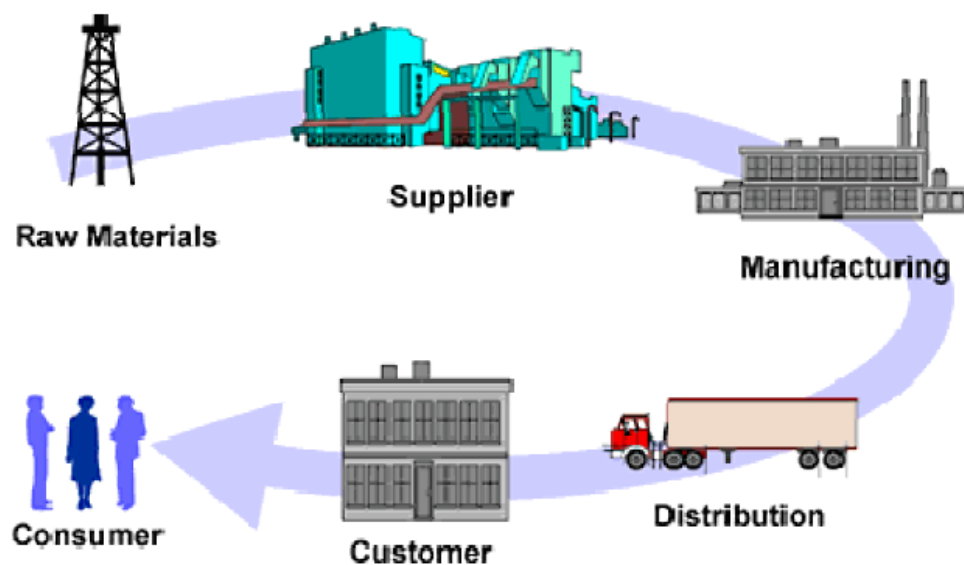 Raw Materials
Supplier
Manufacturing
Distribution
Customer
Consumer